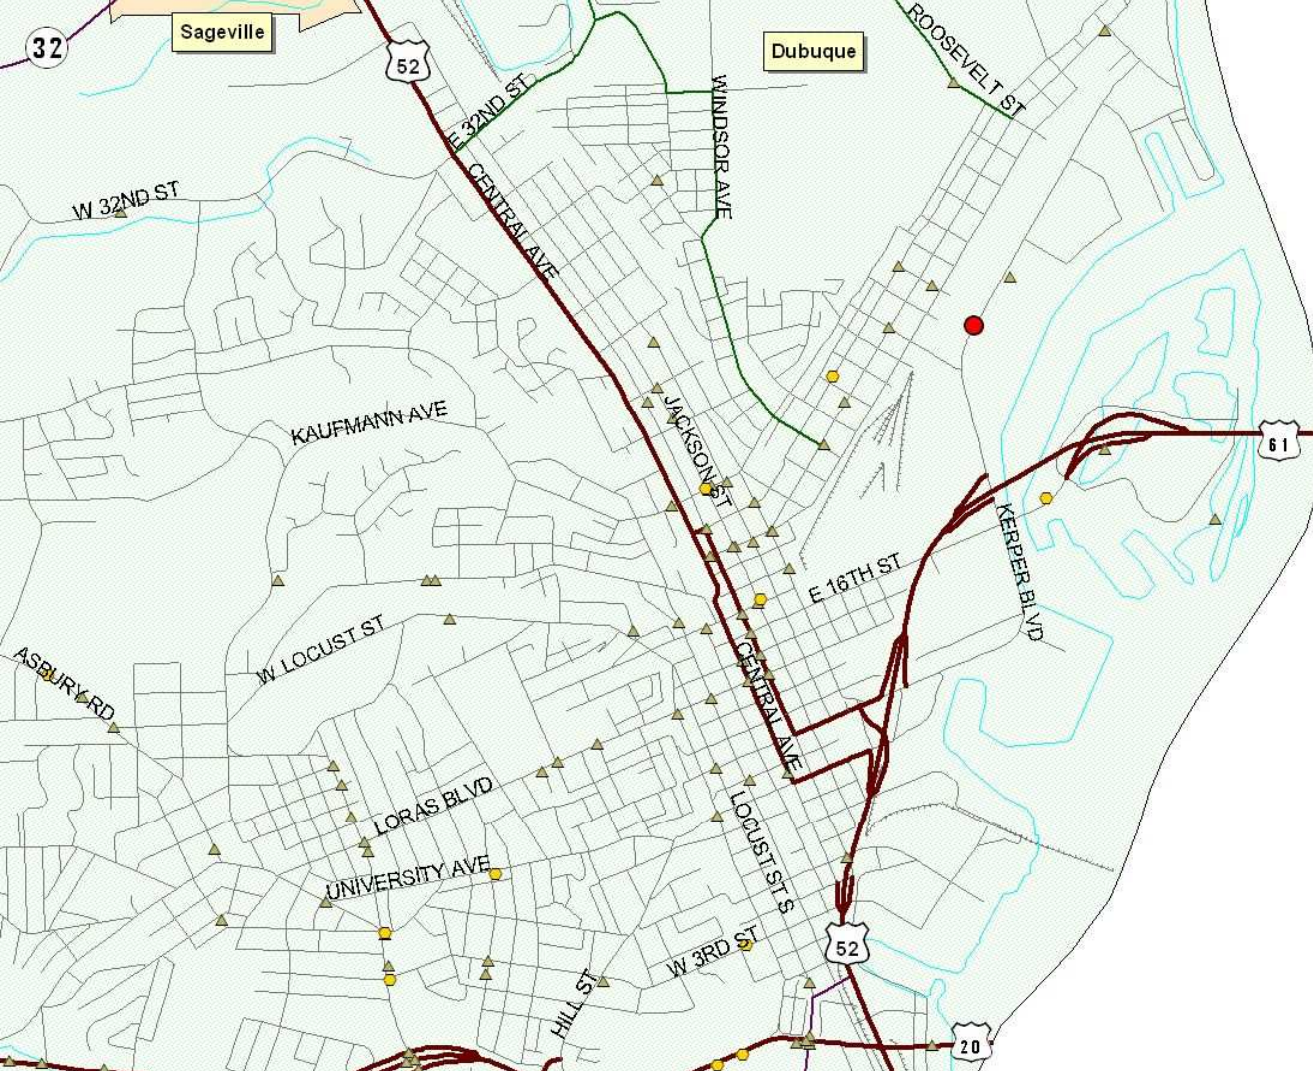 Sageville
32
52
Dubuque
ROOSEVELT ST
E 32ND ST
WINDSOR AVE
W 32ND ST
CENTRAL AVE
KAUFMANN AVE
JACKSON ST
61
KERPER BLVD
E 16TH ST
W LOCUST ST
ASBURY RD
CENTRAL AVE
LORAS BLVD
LOCUST ST S
UNIVERSITY AVE
W 3RD ST
52
HILL ST
20